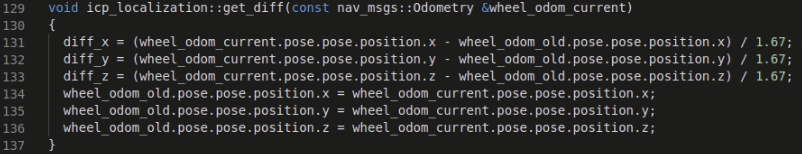 129 void icp_localization::get_diff(const nav_msgs::Odometry &wheel_odom_current)
130 {
131   diff_x = (wheel_odom_current.pose.pose.position.x - wheel_odom_old.pose.pose.position.x) / 1.67;
132   diff_y = (wheel_odom_current.pose.pose.position.y - wheel_odom_old.pose.pose.position.y) / 1.67;
133   diff_z = (wheel_odom_current.pose.pose.position.z - wheel_odom_old.pose.pose.position.z) / 1.67;
134   wheel_odom_old.pose.pose.position.x = wheel_odom_current.pose.pose.position.x;
135   wheel_odom_old.pose.pose.position.y = wheel_odom_current.pose.pose.position.y;
136   wheel_odom_old.pose.pose.position.z = wheel_odom_current.pose.pose.position.z;
137 }